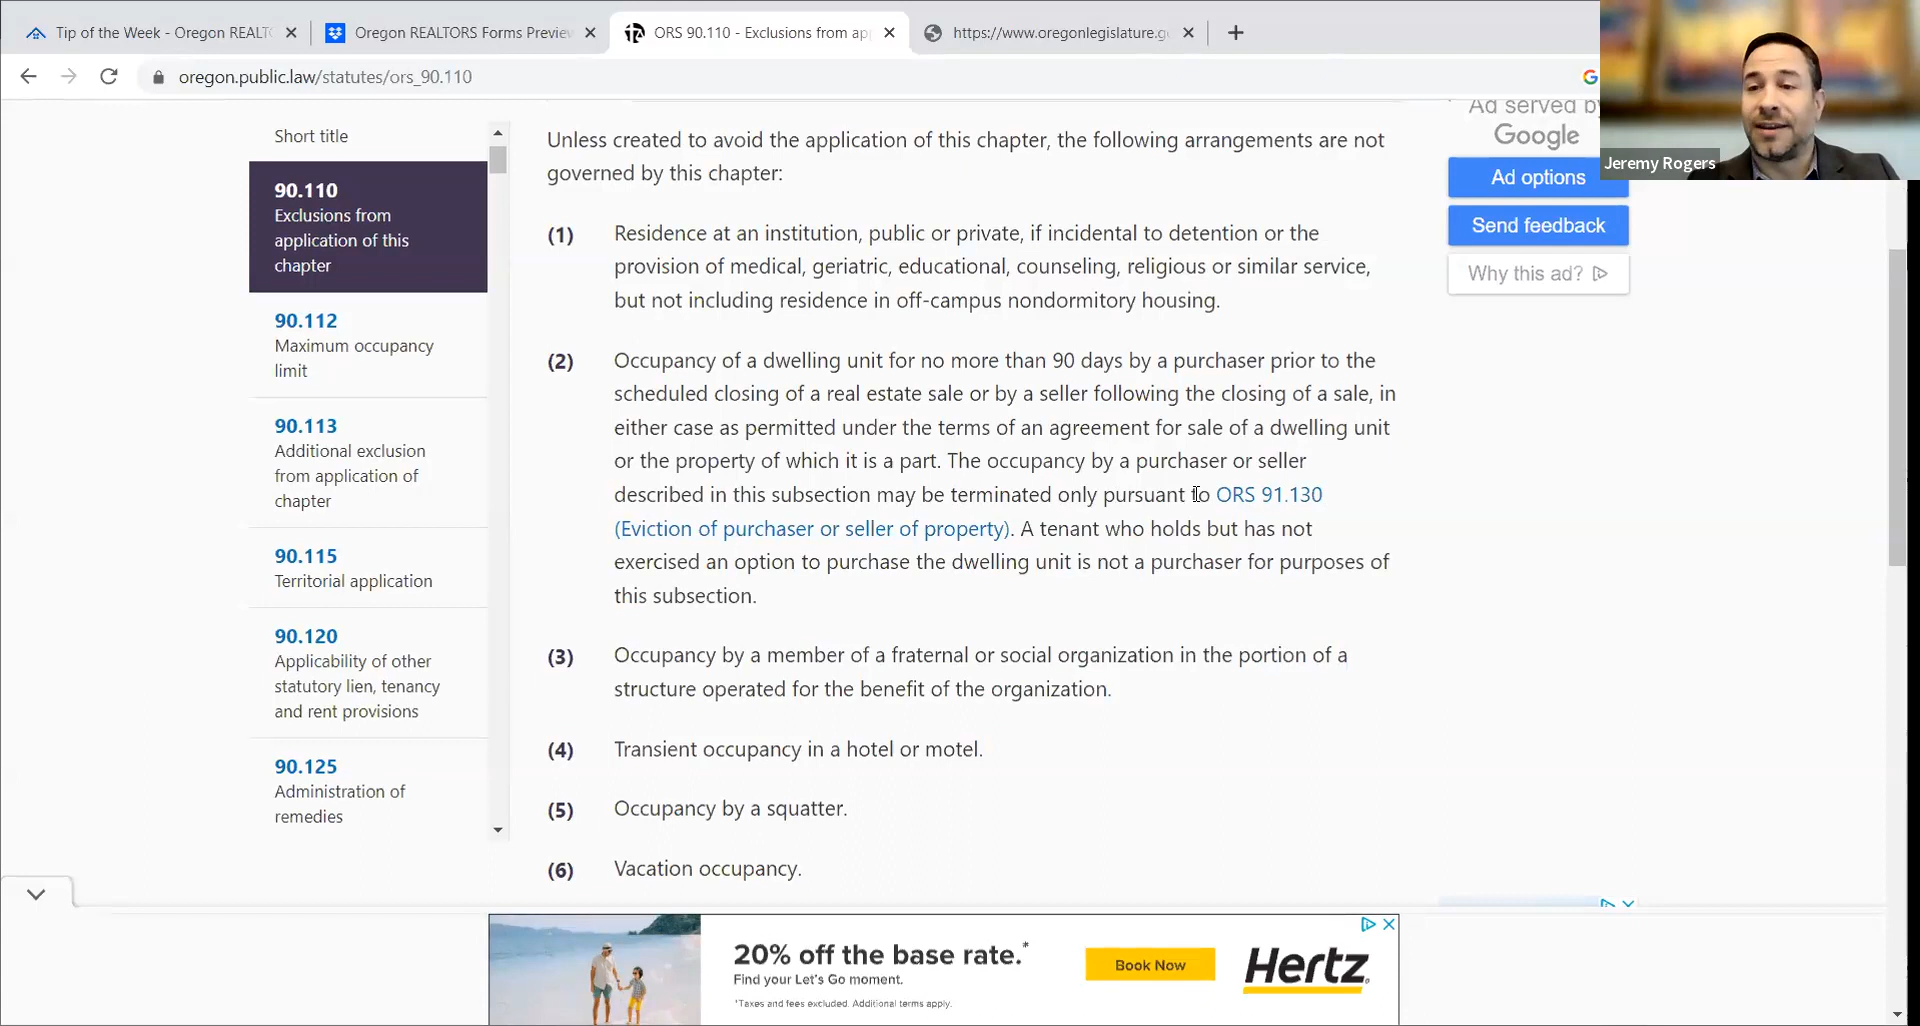 Tip of the Week - Oregon REALT
Oregon REALTORS Forms Preview
ORS 90.110 - Exclusions from ap
https://www.oregonlegislature.g
oregon.public.law/statutes/ors_90.110
Jeremy Rogers
Short title
90.110
Exclusions from
application of this
chapter
90.112
Maximum occupancy
limit
90.113
Additional exclusion
from application of
chapter
90.115
Territorial application
90.120
Applicability of other
statutory lien, tenancy
and rent provisions
90.125
Administration of
remedies
Unless created to avoid the application of this chapter, the following arrangements are not
governed by this chapter:
(1) Residence at an institution, public or private, if incidental to detention or the
provision of medical, geriatric, educational, counseling, religious or similar service,
but not including residence in off-campus nondormitory housing.
(2) Occupancy of a dwelling unit for no more than 90 days by a purchaser prior to the
scheduled closing of a real estate sale or by a seller following the closing of a sale, in
either case as permitted under the terms of an agreement for sale of a dwelling unit
or the property of which it is a part. The occupancy by a purchaser or seller
described in this subsection may be terminated only pursuant to ORS 91.130
(Eviction of purchaser or seller of property). A tenant who holds but has not
exercised an option to purchase the dwelling unit is not a purchaser for purposes of
this subsection.
(3) Occupancy by a member of a fraternal or social organization in the portion of a
structure operated for the benefit of the organization.
(4) Transient occupancy in a hotel or motel.
(5) Occupancy by a squatter.
(6) Vacation occupancy.
Ad served by
Google
Ad options
Send feedback
Why this ad?
20% off the base rate.*
Find your Let's Go moment.
*Taxes and fees excluded. Additional terms apply.
Book Now
Hertz